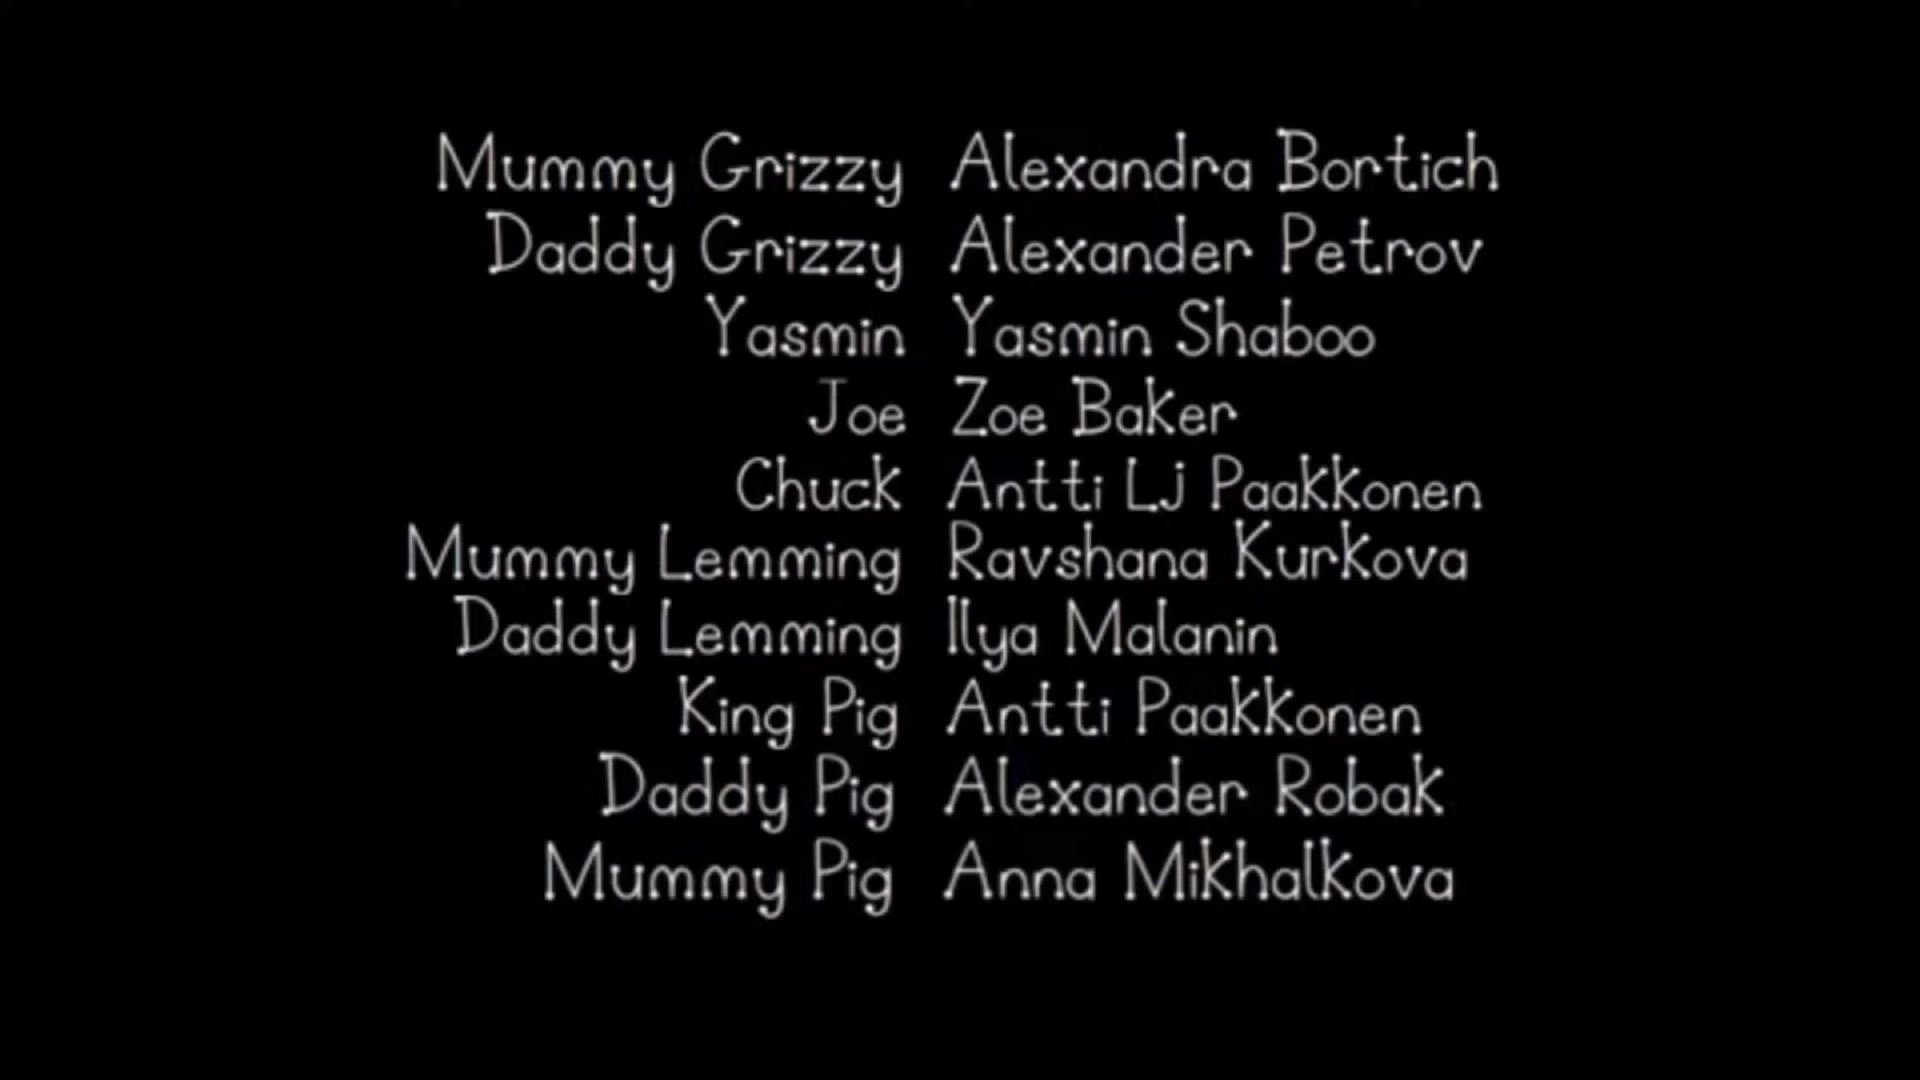 Mummy Grizzy Alexandra Bortich
Daddy Grizzy Alexander Petrov
Yasmin Yasmin Shaboo
Joe Zoe Baker
Chuck Antti Lj Paakkonen
Mummy Lemming Ravshana Kurkova
Daddy Lemming Ilya Malanin
King Pig Antti Paakkonen
Daddy Pig Alexander Robak
Mummy Pig Anna Mikhalkova